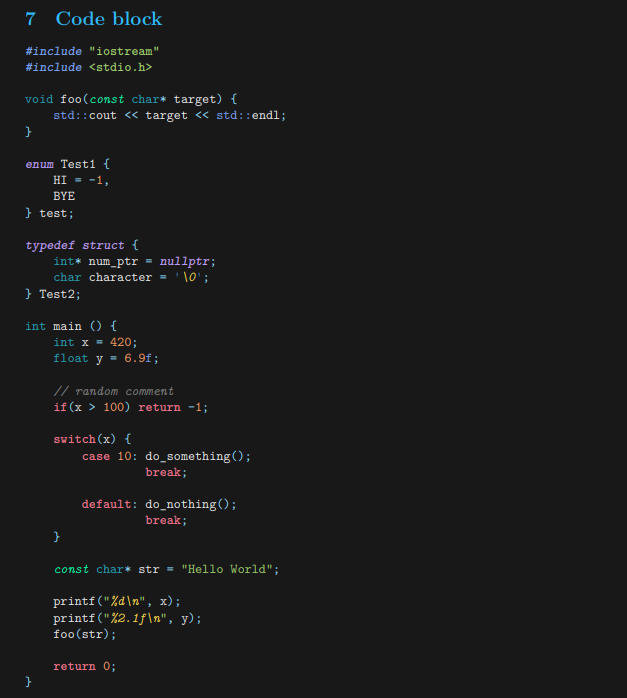 7 Code block
#include "iostream"
#include <stdio.h>
void foo(const char* target) {
    std::cout << target << std::endl;
}
enum Test1 {
    HI = -1,
    BYE
} test;
typedef struct {
    int* num_ptr = nullptr;
    char character = '\0';
} Test2;
int main () {
    int x = 420;
    float y = 6.9f;
    // random comment
    if(x > 100) return -1;
    switch(x) {
        case 10: do_something();
                 break;
        default: do_nothing();
                 break;
    }
    const char* str = "Hello World";
    printf("%d\n", x);
    printf("%2.1f\n", y);
    foo(str);
    return 0;
}